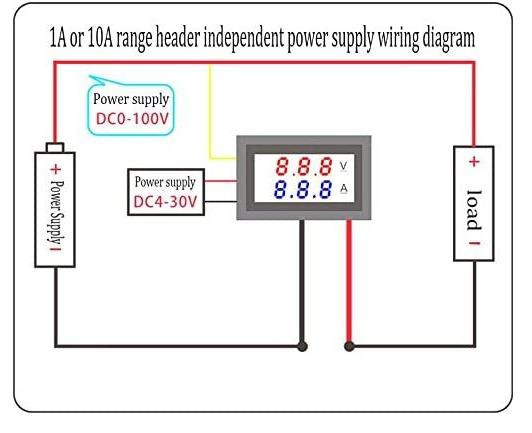 1A or 10A range header independent power supply wiring diagram
Power supply
DC0-100V
8.8.8 V
8.8.8 A
Power supply
DC4-30V
+ Power Supply -
+ load -